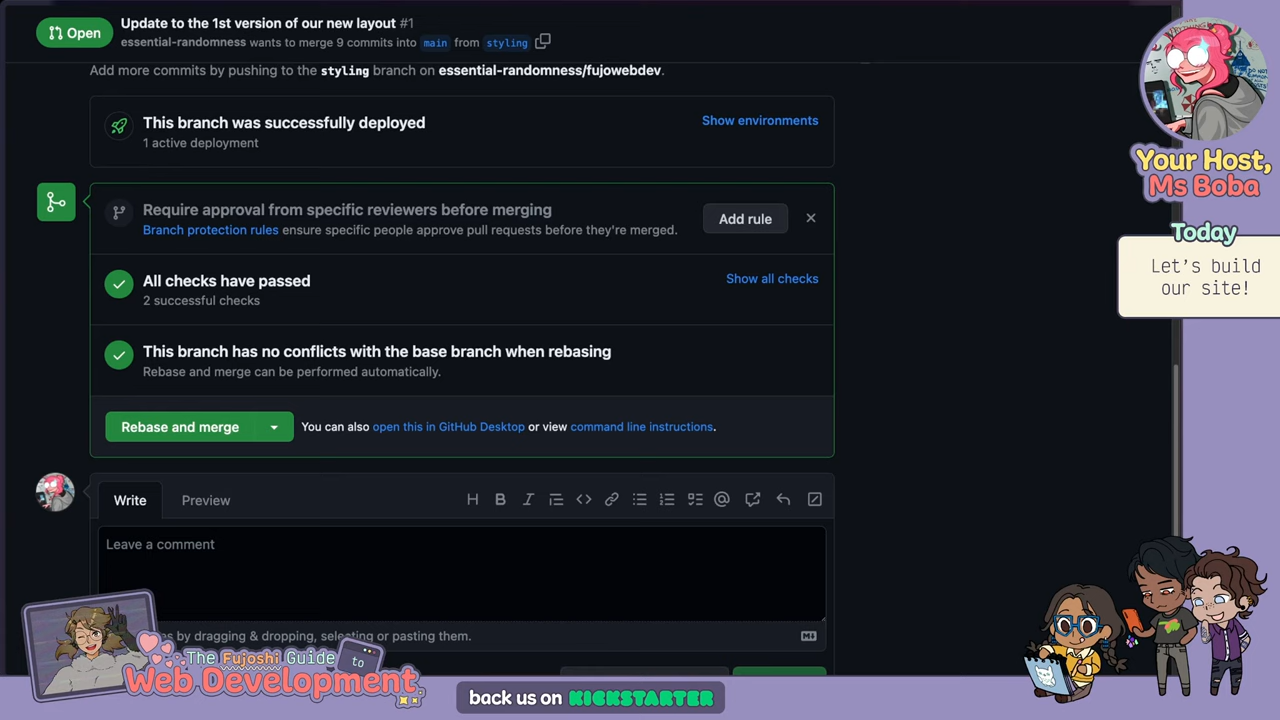 Open
Update to the 1st version of our new layout #1
essential-randomness wants to merge 9 commits into main from styling
Add more commits by pushing to the styling branch on essential-randomness/fujowebdev.
This branch was successfully deployed
Show environments
1 active deployment
Require approval from specific reviewers before merging
Add rule
Branch protection rules ensure specific people approve pull requests before they're merged.
All checks have passed
Show all checks
2 successful checks
This branch has no conflicts with the base branch when rebasing
Rebase and merge can be performed automatically.
Rebase and merge
You can also open this in GitHub Desktop or view command line instructions.
Write
Preview
Leave a comment
es by dragging & dropping, selecting or pasting them.
Your Host,
Ms Boba
Today
Let's build
our site!
The Fujoshi Guide to
Web Development
back us on KICKSTARTER